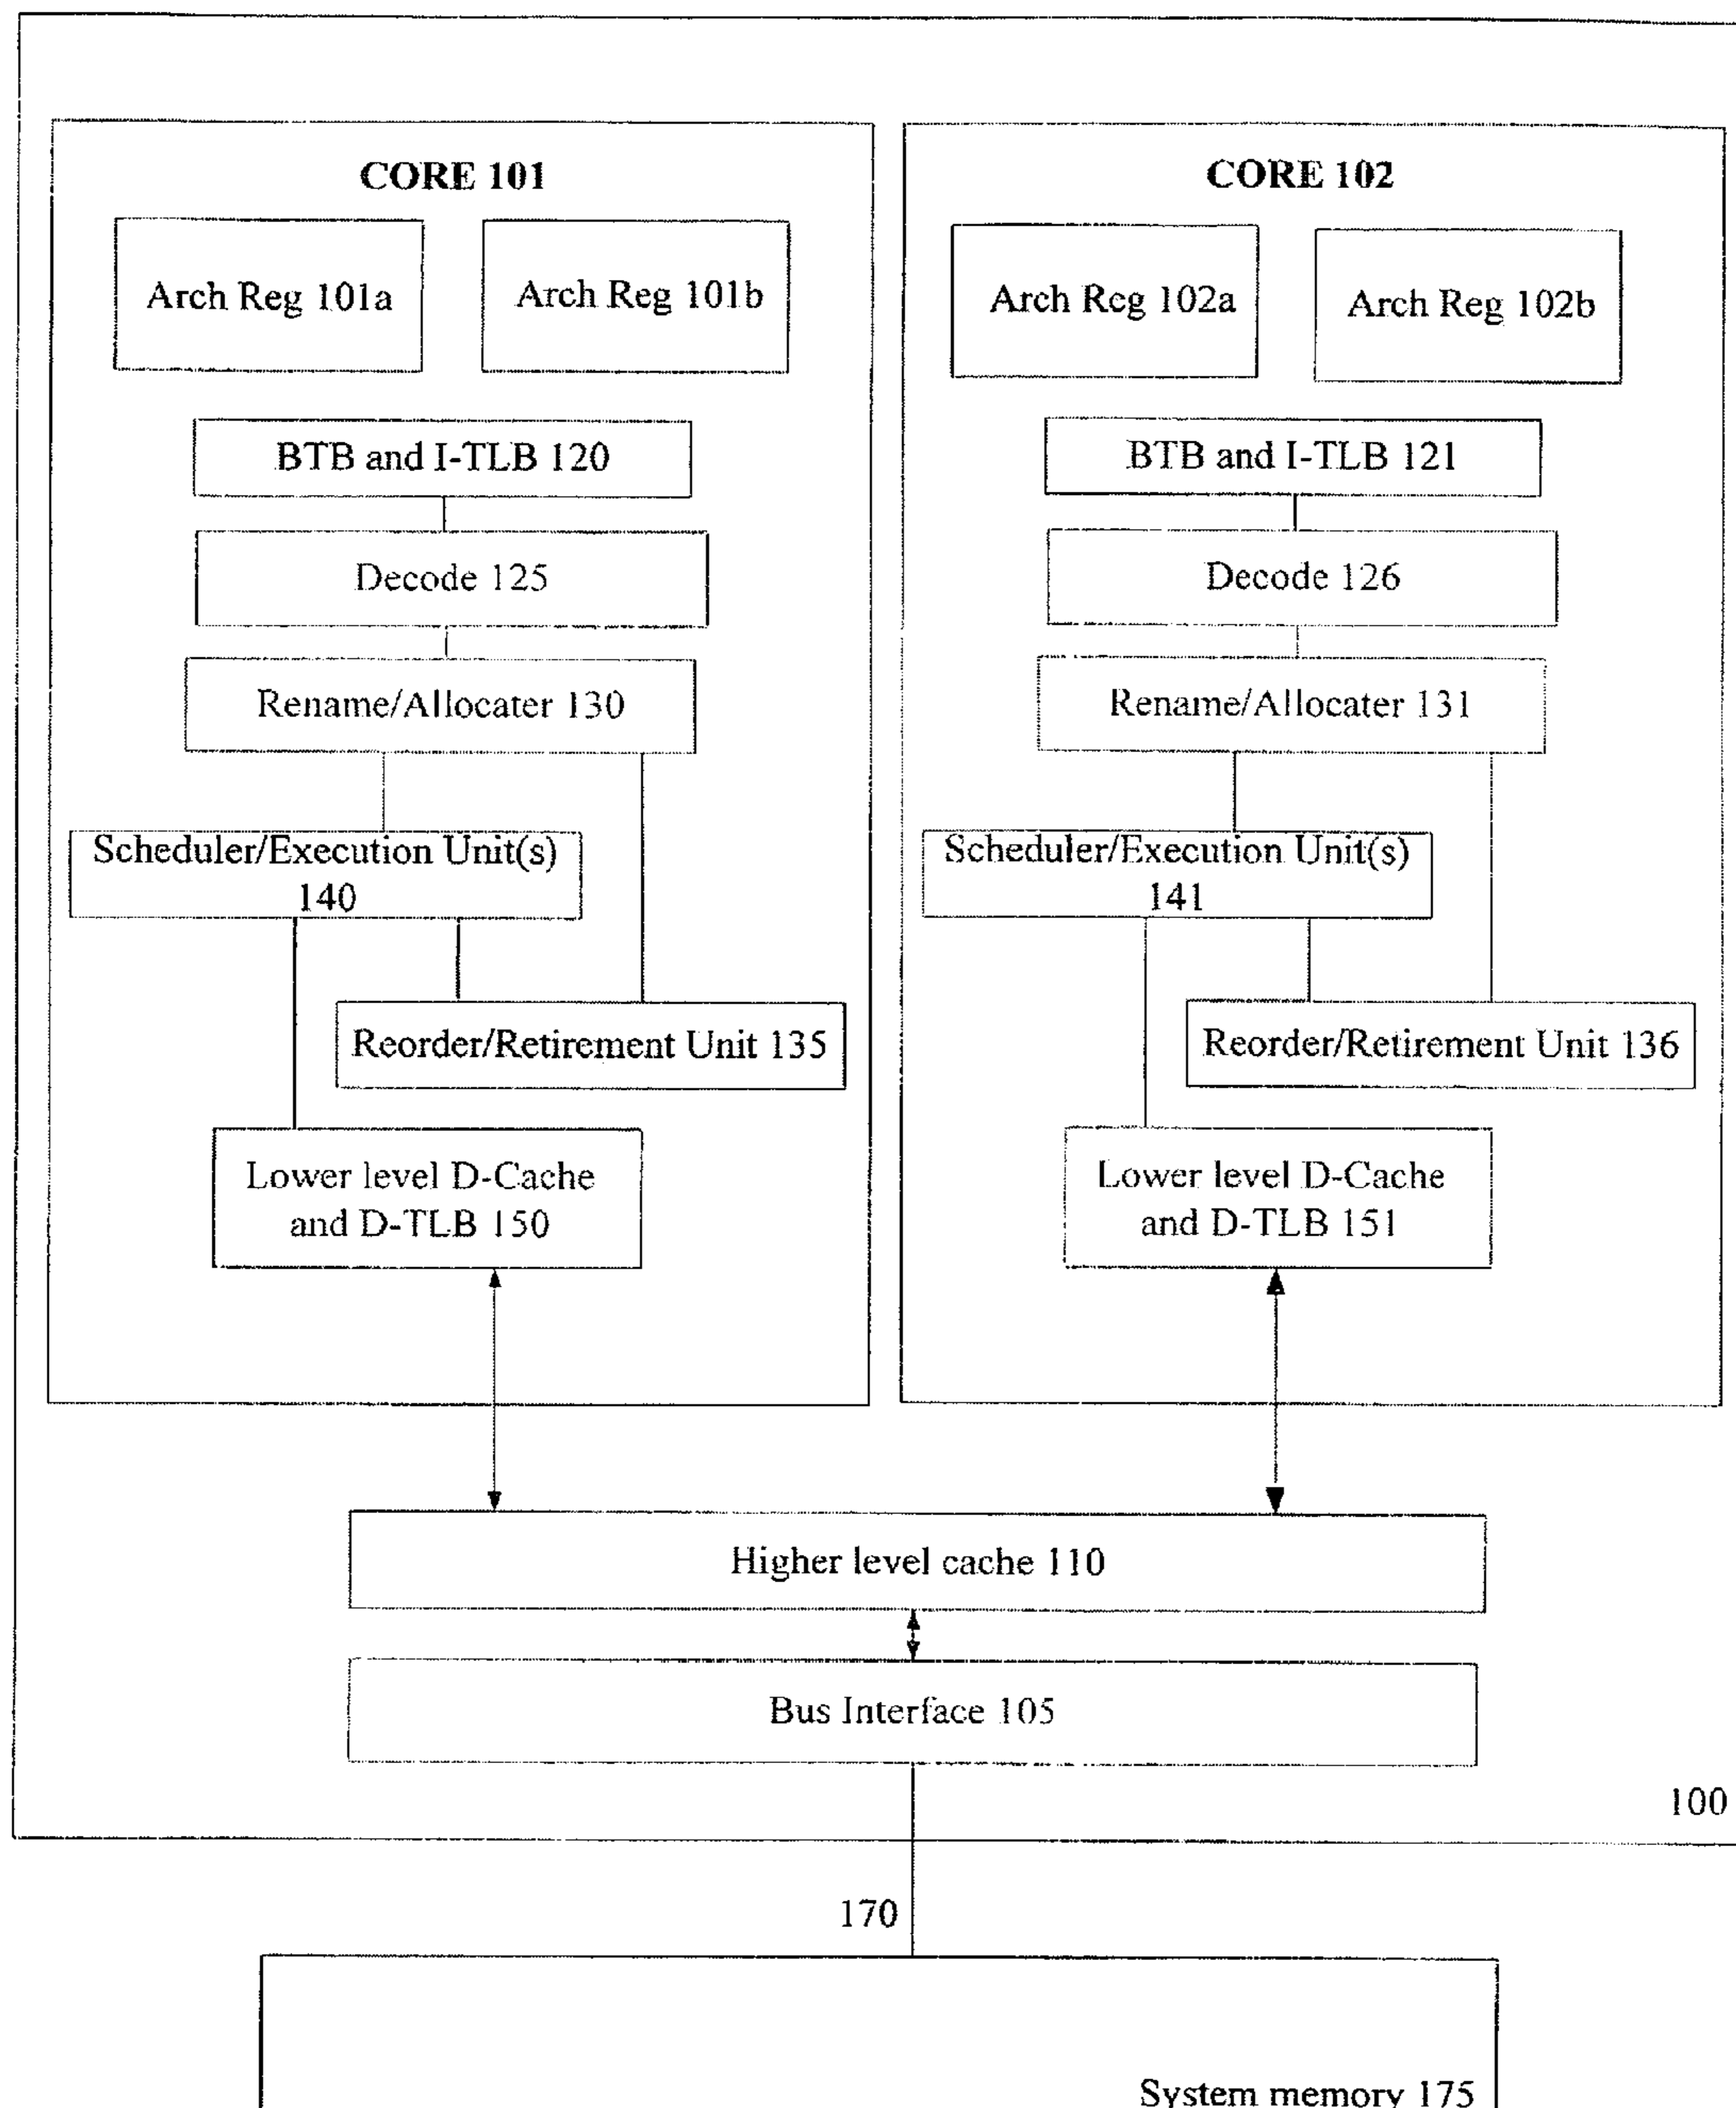 CORE 101
Arch Reg 101a
Arch Reg 101b
BTB and I-TLB 120
Decode 125
Rename/Allocater 130
Scheduler/Execution Unit(s)
140
Reorder/Retirement Unit 135
Lower level D-Cache
and D-TLB 150
CORE 102
Arch Reg 102a
Arch Reg 102b
BTB and I-TLB 121
Decode 126
Rename/Allocater 131
Scheduler/Execution Unit(s)
141
Reorder/Retirement Unit 136
Lower level D-Cache
and D-TLB 151
Higher level cache 110
Bus Interface 105
100
170
System memory 175